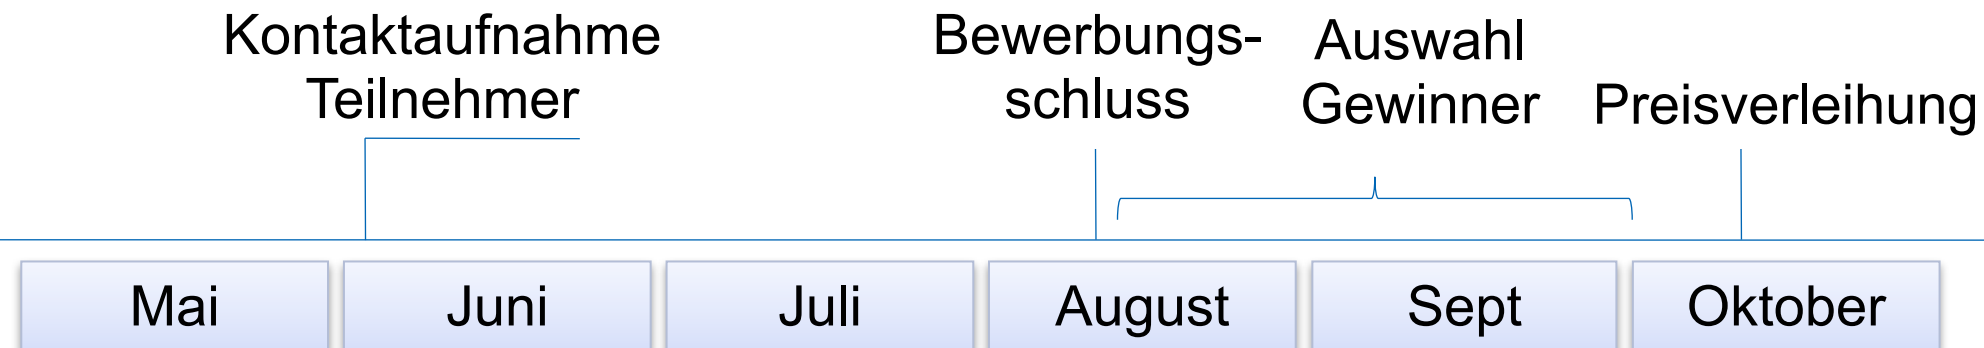 Kontaktaufnahme
Teilnehmer
Bewerbungs-
schluss
Auswahl
Gewinner
Preisverleihung
Mai
Juni
Juli
August
Sept
Oktober